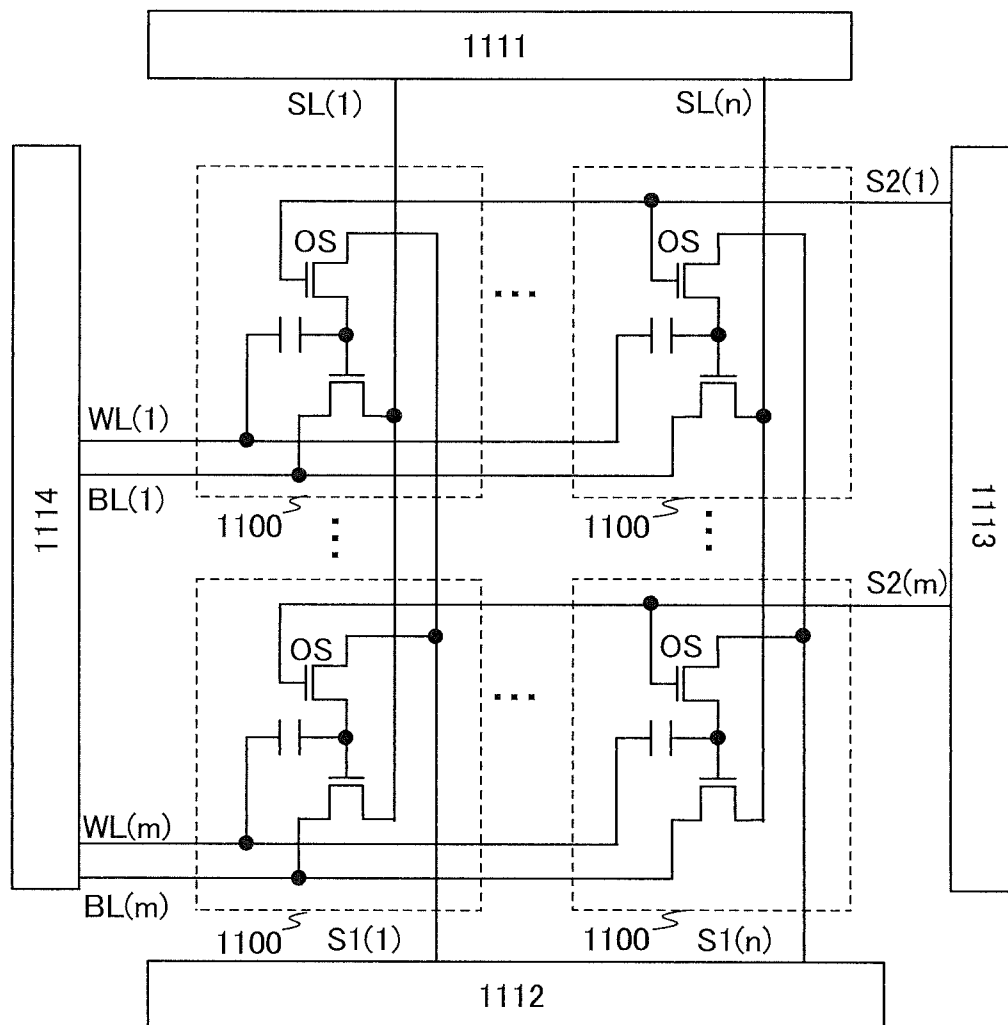 1111
SL(1) SL(n)
S2(1)
OS OS
WL(1)
BL(1)
1100 1100
1114
1113
S2(m)
OS OS
WL(m)
BL(m)
1100 S1(1) 1100 S1(n)
1112